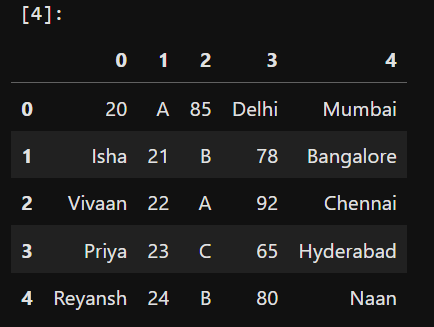 [4]:
0 1 2 3 4
0 20 A 85 Delhi Mumbai
1 Isha 21 B 78 Bangalore
2 Vivaan 22 A 92 Chennai
3 Priya 23 C 65 Hyderabad
4 Reyansh 24 B 80 Naan